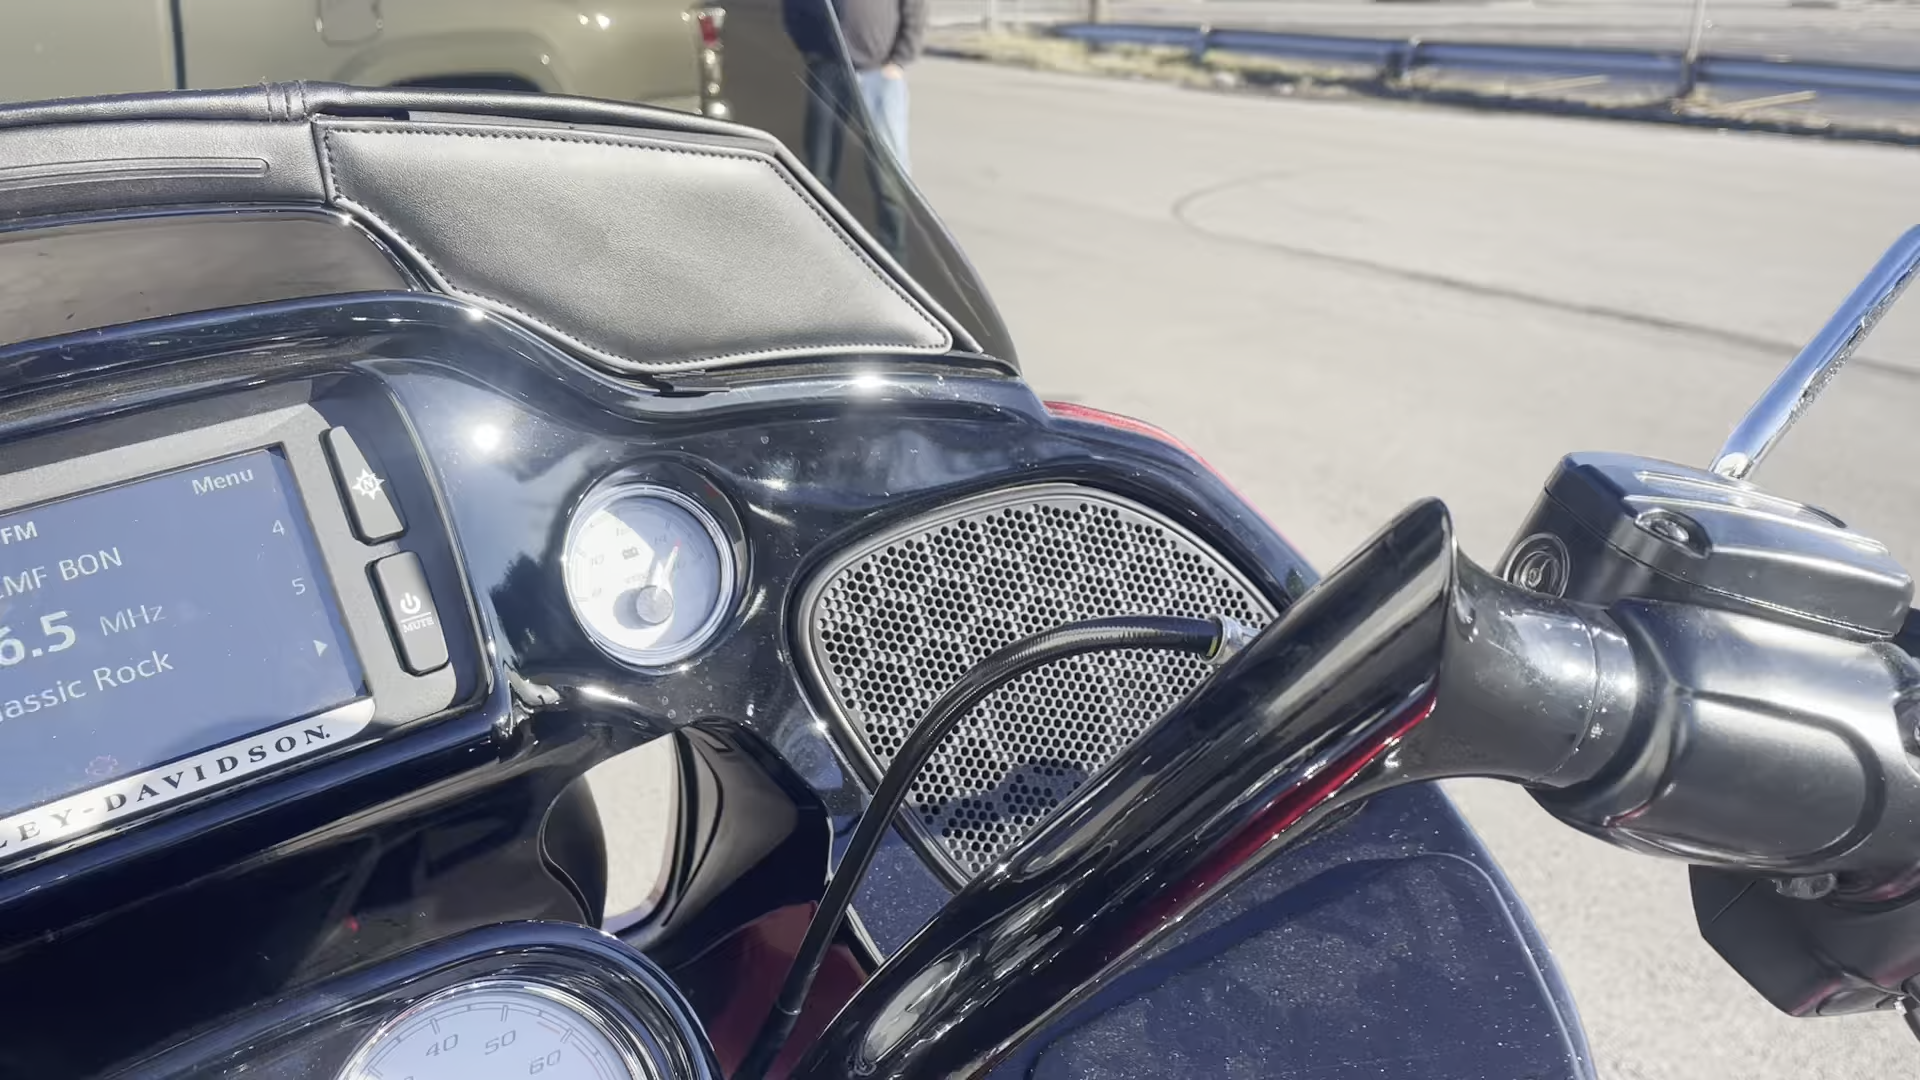 Menu
FM
4
MF BON
5
6.5 MHz
assic Rock
N
MUTE
LEY-DAVIDSON.
40 50 60